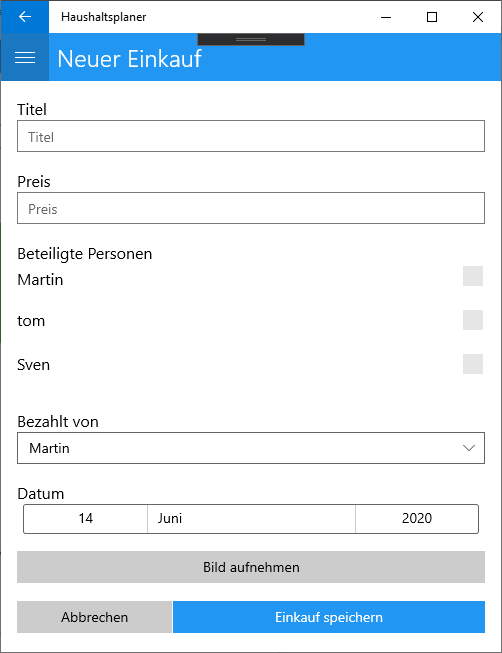 Haushaltsplaner
Neuer Einkauf
Titel
Titel
Preis
Preis
Beteiligte Personen
Martin
tom
Sven
Bezahlt von
Martin
Datum
14 Juni 2020
Bild aufnehmen
Abbrechen Einkauf speichern